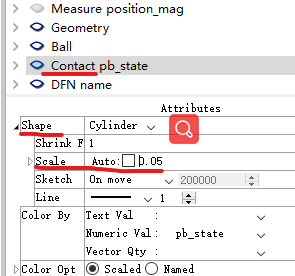 Measure position_mag
Geometry
Ball
Contact pb_state
DFN name
Attributes
Shape Cylinder
Shrink F 1
Scale Auto: 0.05
Sketch On move 200000
Line 1
Color By Text Val :
Numeric Val : pb_state
Vector Qty :
Color Opt Scaled Named